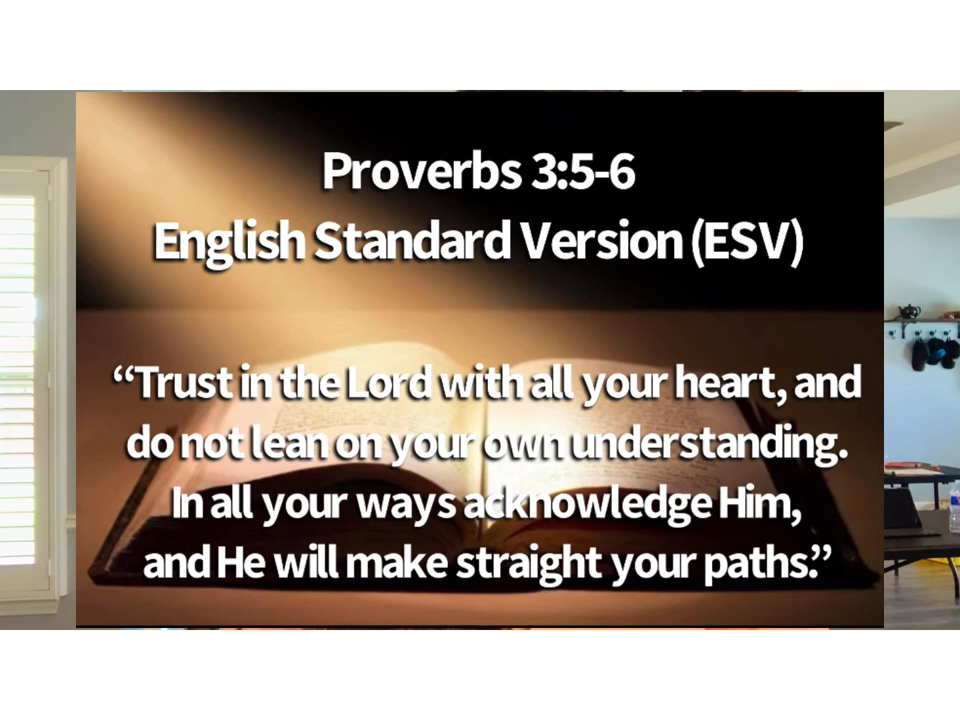 Proverbs 3:5-6
English Standard Version (ESV)
“Trust in the Lord with all your heart, and
do not lean on your own understanding.
In all your ways acknowledge Him,
and He will make straight your paths.”